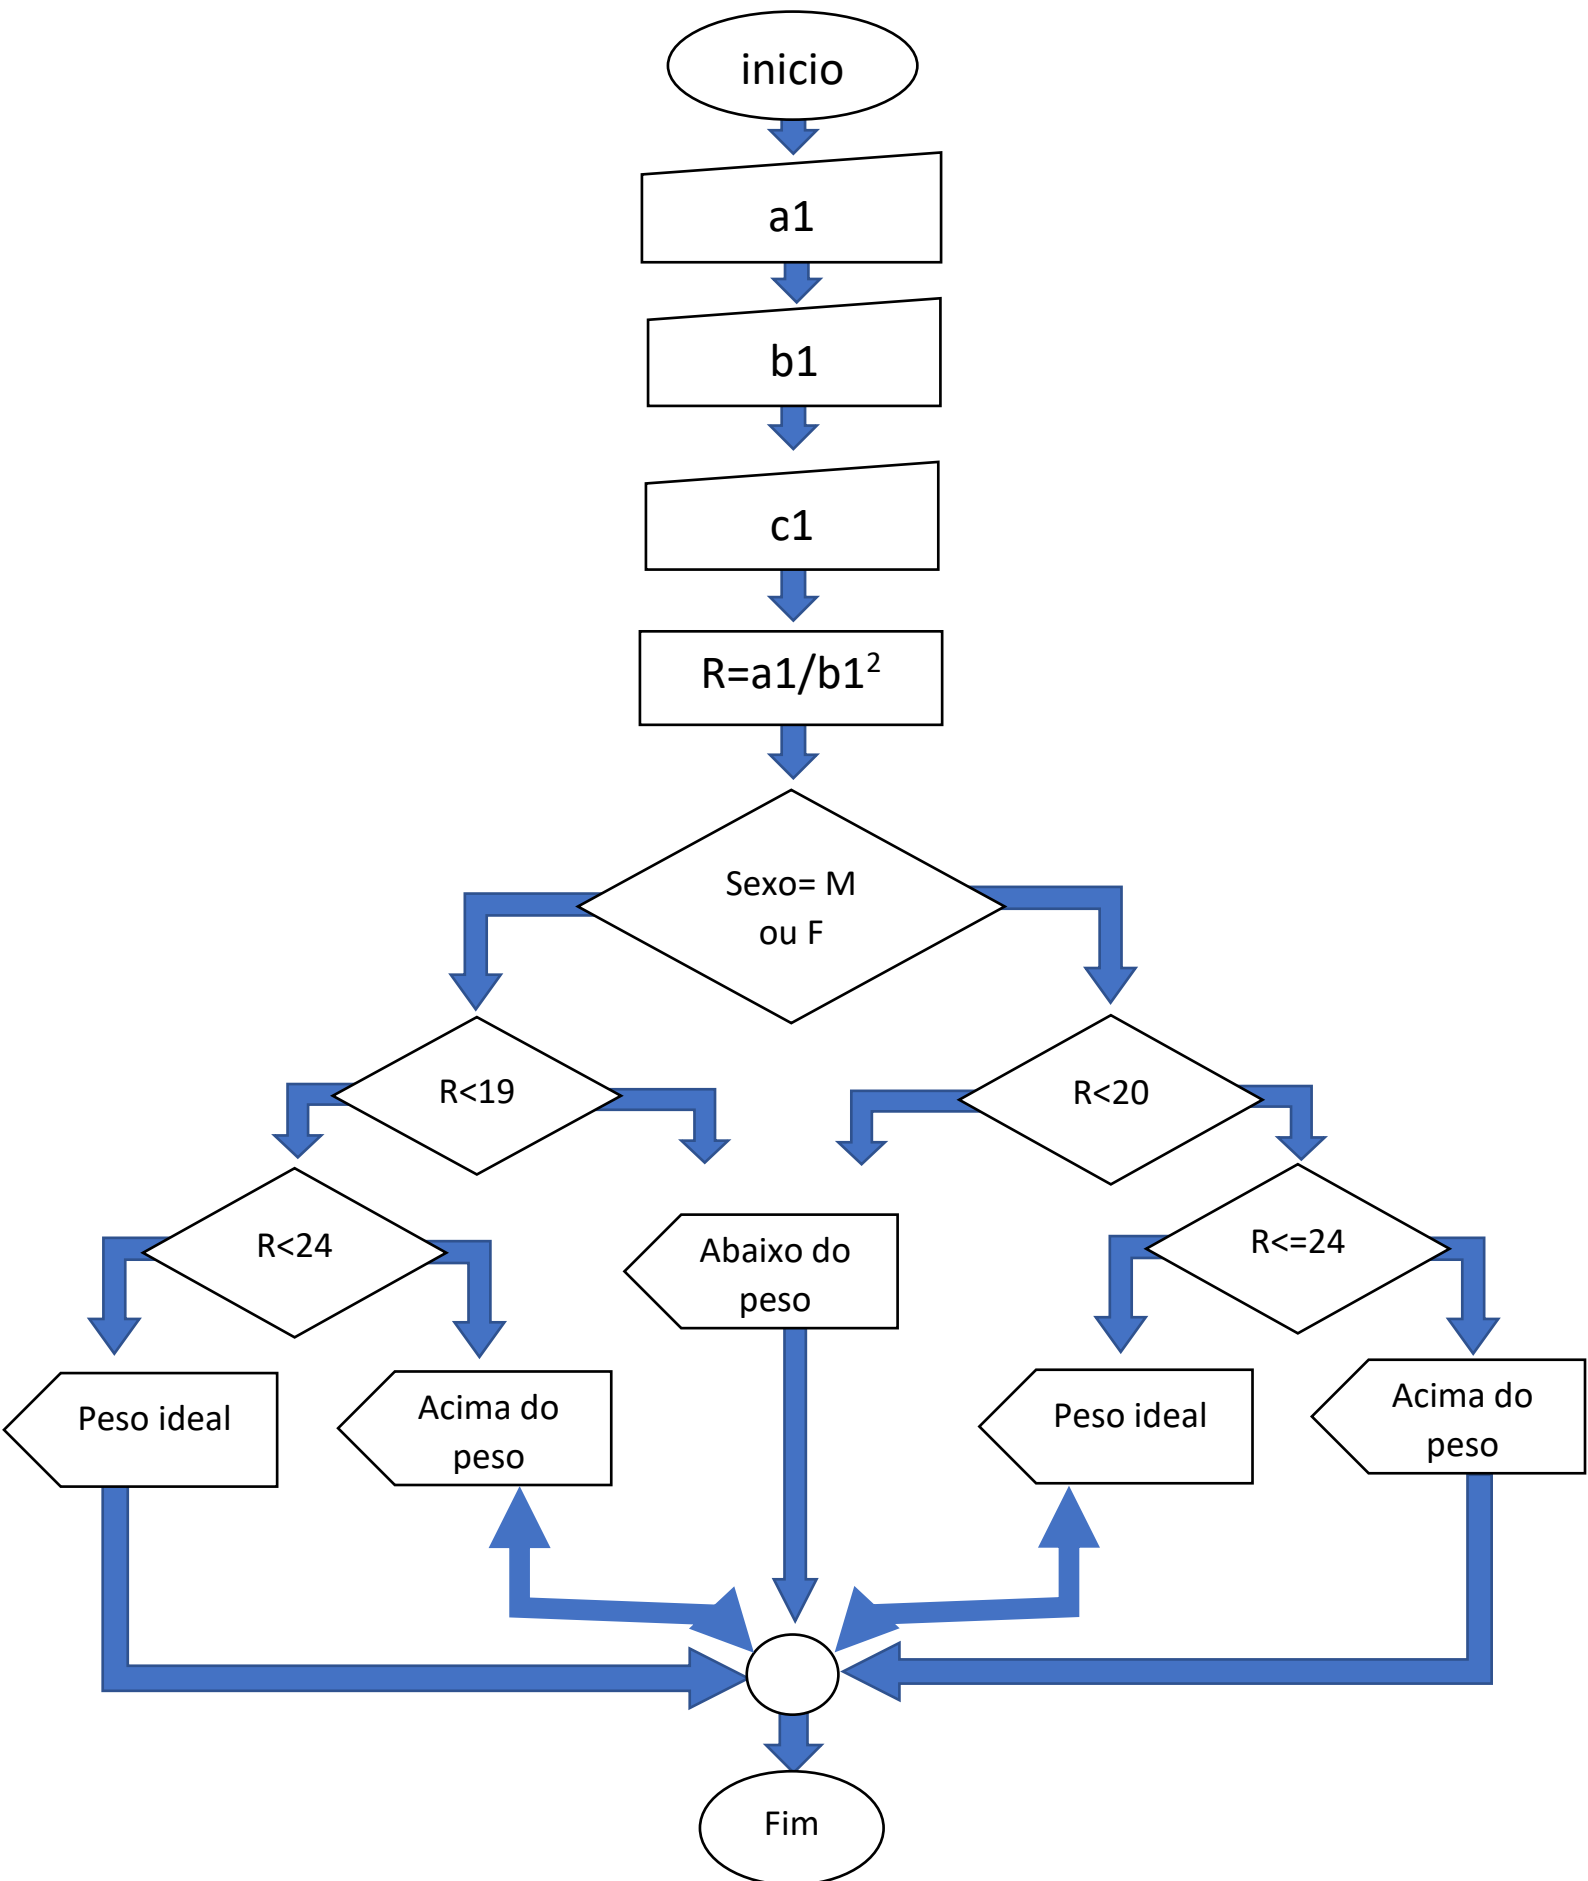 inicio
a1
b1
c1
R=a1/b1²
Sexo= M
ou F
R<19
R<20
R<24
Abaixo do
peso
R<=24
Peso ideal
Acima do
peso
Peso ideal
Acima do
peso
Fim